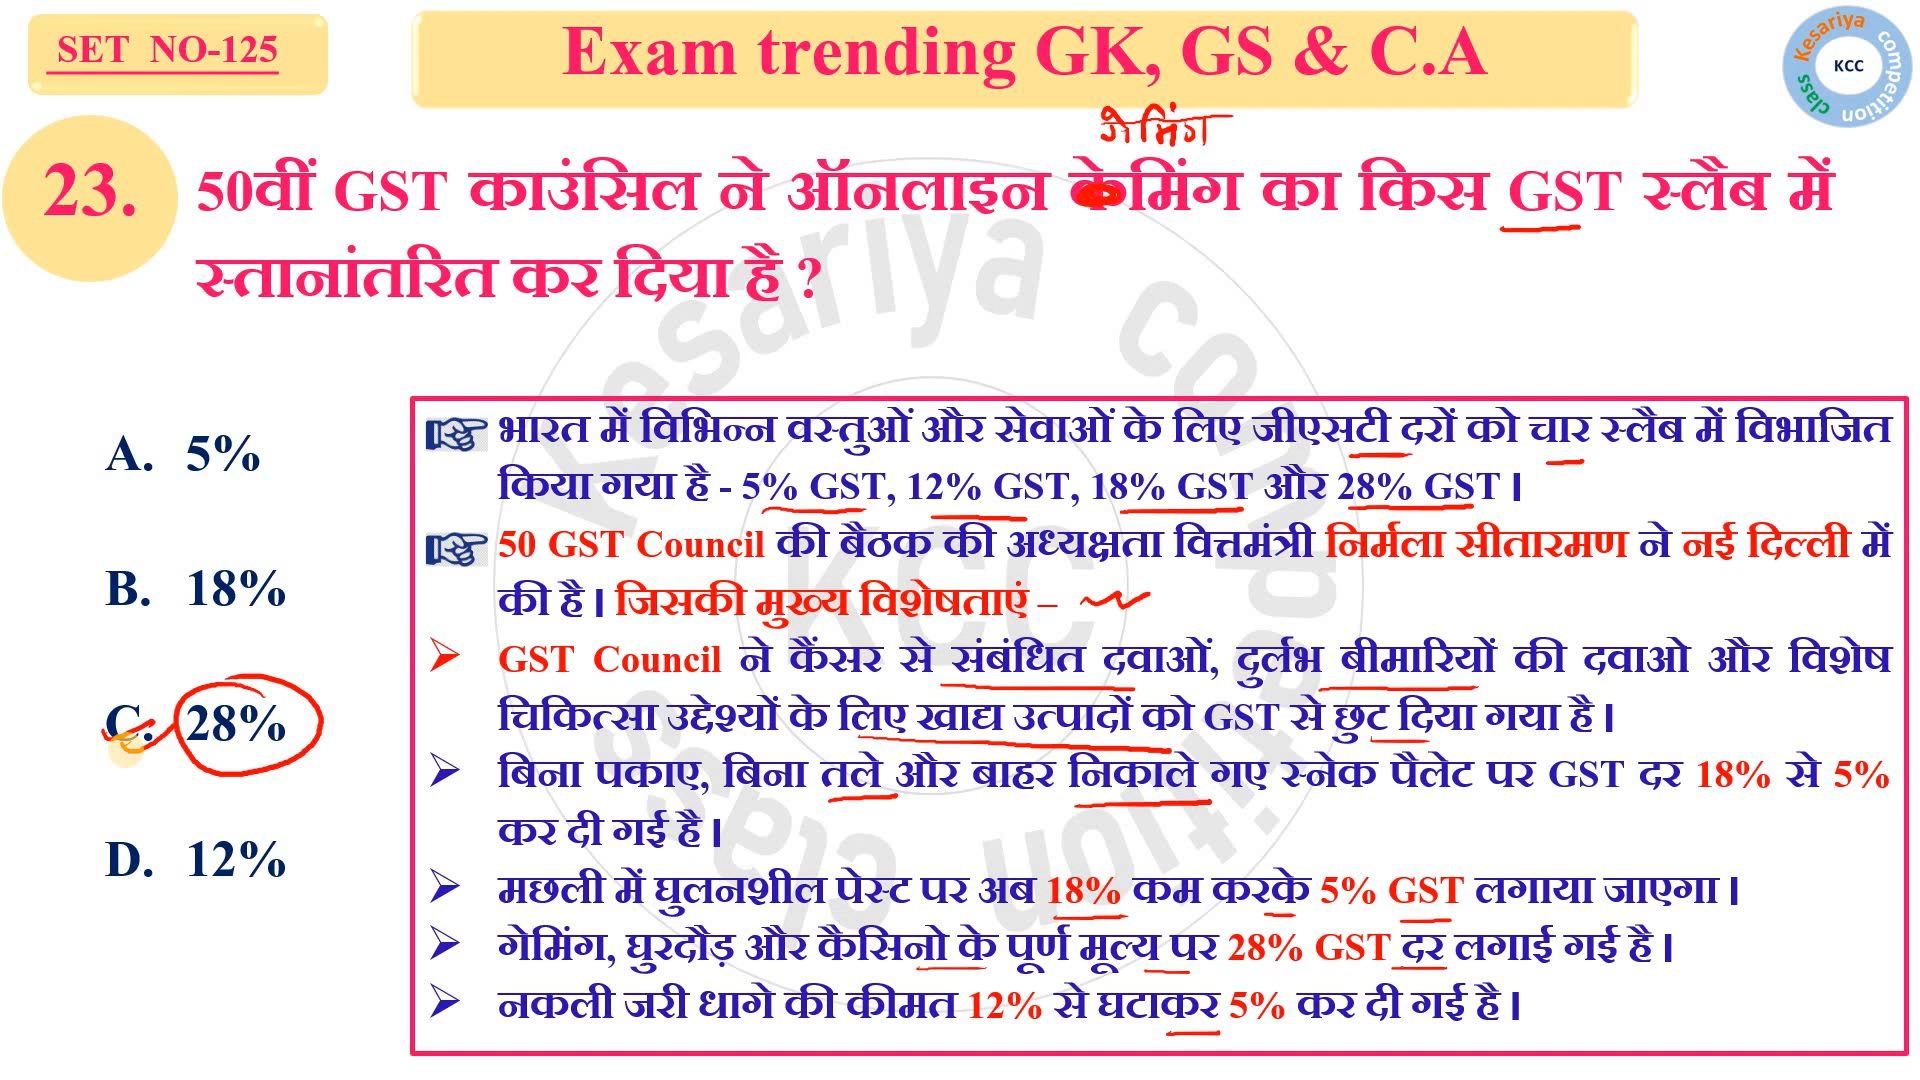 SET NO-125
Exam trending GK, GS & C.A
Kesariya competition class
KCC
गेमिंग
23. 50वीं GST काउंसिल ने ऑनलाइन केमिंग का किस GST स्लैब में
स्तानांतरित कर दिया है ?
A. 5%
B. 18%
C. 28%
D. 12%
भारत में विभिन्न वस्तुओं और सेवाओं के लिए जीएसटी दरों को चार स्लैब में विभाजित
किया गया है - 5% GST, 12% GST, 18% GST और 28% GST ।
50 GST Council की बैठक की अध्यक्षता वित्तमंत्री निर्मला सीतारमण ने नई दिल्ली में
की है । जिसकी मुख्य विशेषताएं –
GST Council ने कैंसर से संबंधित दवाओं, दुर्लभ बीमारियों की दवाओ और विशेष
चिकित्सा उद्देश्यों के लिए खाद्य उत्पादों को GST से छुट दिया गया है ।
बिना पकाए, बिना तले और बाहर निकाले गए स्नेक पैलेट पर GST दर 18% से 5%
कर दी गई है ।
मछली में घुलनशील पेस्ट पर अब 18% कम करके 5% GST लगाया जाएगा ।
गेमिंग, घुरदौड़ और कैसिनो के पूर्ण मूल्य पर 28% GST दर लगाई गई है ।
नकली जरी धागे की कीमत 12% से घटाकर 5% कर दी गई है ।
Kesariya competition class
KCC